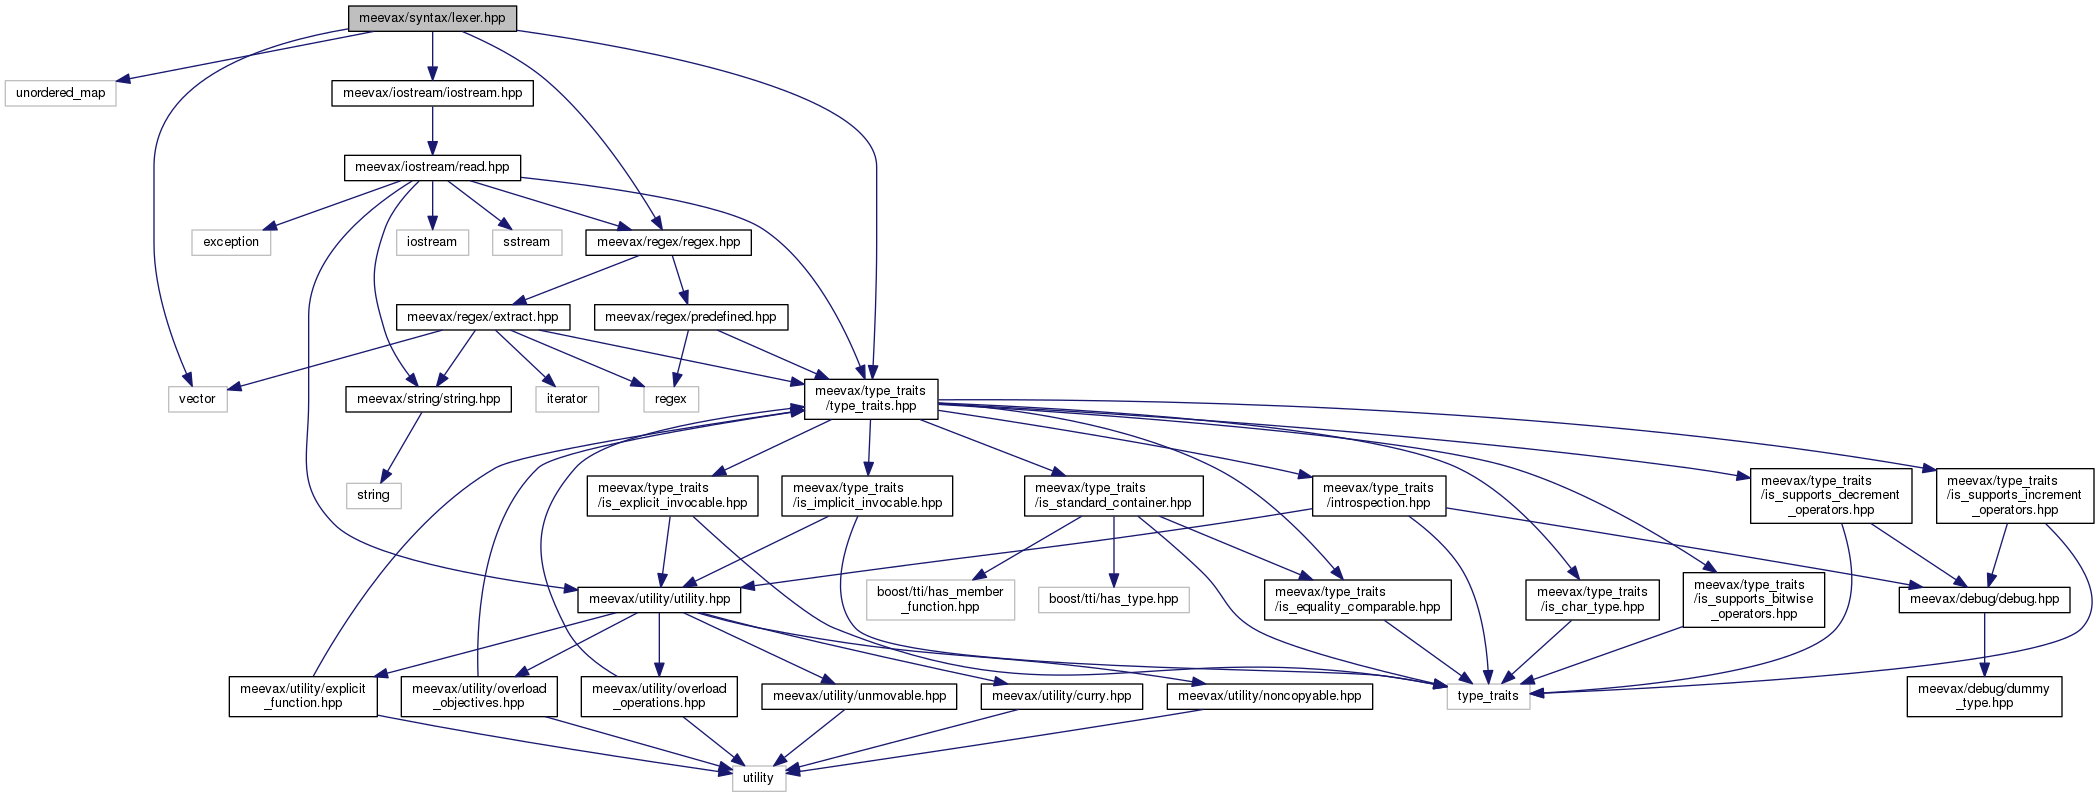 meevax/syntax/lexer.hpp
unordered_map
meevax/iostream/iostream.hpp
meevax/iostream/read.hpp
exception
iostream
sstream
meevax/regex/regex.hpp
meevax/regex/extract.hpp
meevax/regex/predefined.hpp
vector
meevax/string/string.hpp
iterator
regex
meevax/type_traits
/type_traits.hpp
string
meevax/type_traits
/is_explicit_invocable.hpp
meevax/type_traits
/is_implicit_invocable.hpp
meevax/type_traits
/is_standard_container.hpp
meevax/type_traits
/introspection.hpp
meevax/type_traits
/is_supports_decrement
_operators.hpp
meevax/type_traits
/is_supports_increment
_operators.hpp
meevax/utility/utility.hpp
boost/tti/has_member
_function.hpp
boost/tti/has_type.hpp
meevax/type_traits
/is_equality_comparable.hpp
meevax/type_traits
/is_char_type.hpp
meevax/type_traits
/is_supports_bitwise
_operators.hpp
meevax/debug/debug.hpp
meevax/utility/explicit
_function.hpp
meevax/utility/overload
_objectives.hpp
meevax/utility/overload
_operations.hpp
meevax/utility/unmovable.hpp
meevax/utility/curry.hpp
meevax/utility/noncopyable.hpp
type_traits
meevax/debug/dummy
_type.hpp
utility